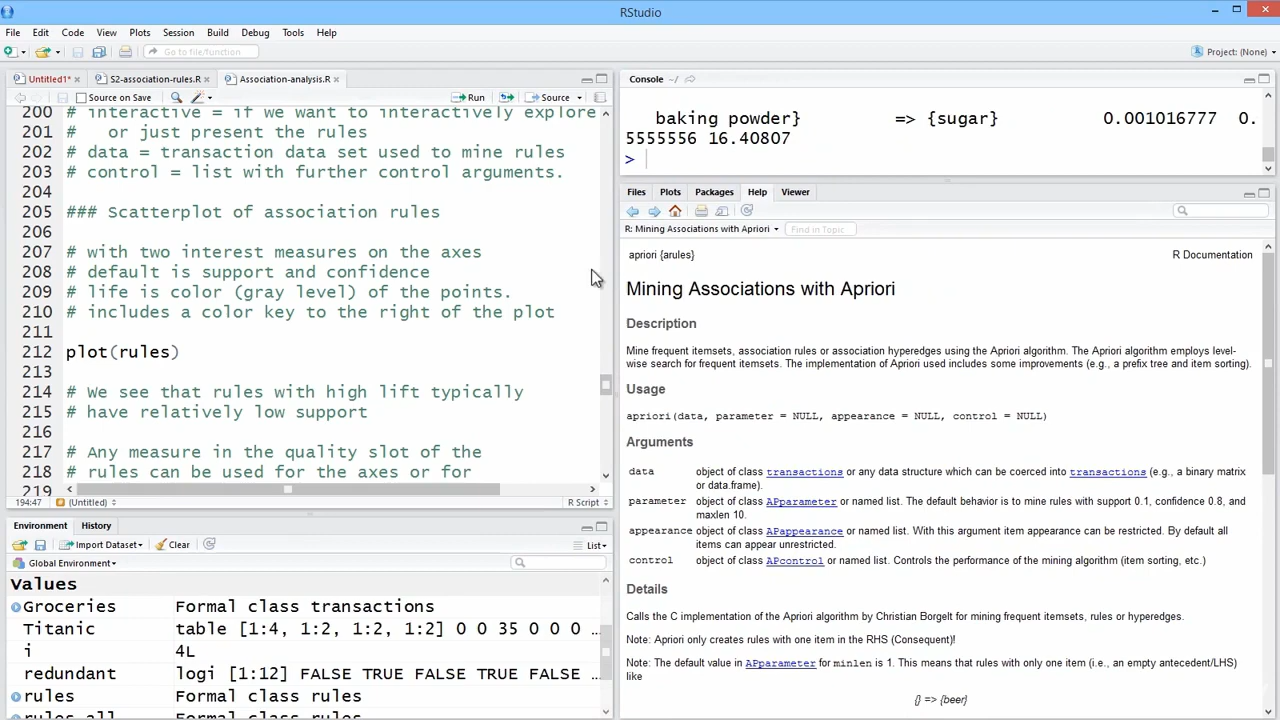 RStudio
File Edit Code View Plots Session Build Debug Tools Help
Go to file/function
Project: (None)
Untitled1* S2-association-rules.R Association-analysis.R
Source on Save Run Source
200 # interactive = if we want to interactively explore
201 #   or just present the rules
202 # data = transaction data set used to mine rules
203 # control = list with further control arguments.
204
205 ### Scatterplot of association rules
206
207 # with two interest measures on the axes
208 # default is support and confidence
209 # life is color (gray level) of the points.
210 # includes a color key to the right of the plot
211
212 plot(rules)
213
214 # We see that rules with high lift typically
215 # have relatively low support
216
217 # Any measure in the quality slot of the
218 # rules can be used for the axes or for
219
194:47 (Untitled) R Script
Environment History
Import Dataset Clear List
Global Environment
Values
Groceries Formal class transactions
Titanic table [1:4, 1:2, 1:2, 1:2] 0 0 35 0 0 0 ...
i 4L
redundant logi [1:12] FALSE TRUE FALSE TRUE FALSE ...
rules Formal class rules
rules.all Formal class rules
Console ~/
baking powder} => {sugar} 0.001016777 0.
5555556 16.40807
>
Files Plots Packages Help Viewer
R: Mining Associations with Apriori Find in Topic
apriori {arules} R Documentation
Mining Associations with Apriori
Description
Mine frequent itemsets, association rules or association hyperedges using the Apriori algorithm. The Apriori algorithm employs level-
wise search for frequent itemsets. The implementation of Apriori used includes some improvements (e.g., a prefix tree and item sorting).
Usage
apriori(data, parameter = NULL, appearance = NULL, control = NULL)
Arguments
data object of class transactions or any data structure which can be coerced into transactions (e.g., a binary matrix
or data.frame).
parameter object of class APparameter or named list. The default behavior is to mine rules with support 0.1, confidence 0.8, and
maxlen 10.
appearance object of class APappearance or named list. With this argument item appearance can be restricted. By default all
items can appear unrestricted.
control object of class APcontrol or named list. Controls the performance of the mining algorithm (item sorting, etc.)
Details
Calls the C implementation of the Apriori algorithm by Christian Borgelt for mining frequent itemsets, rules or hyperedges.
Note: Apriori only creates rules with one item in the RHS (Consequent)!
Note: The default value in APparameter for minlen is 1. This means that rules with only one item (i.e., an empty antecedent/LHS)
like
{} => {beer}